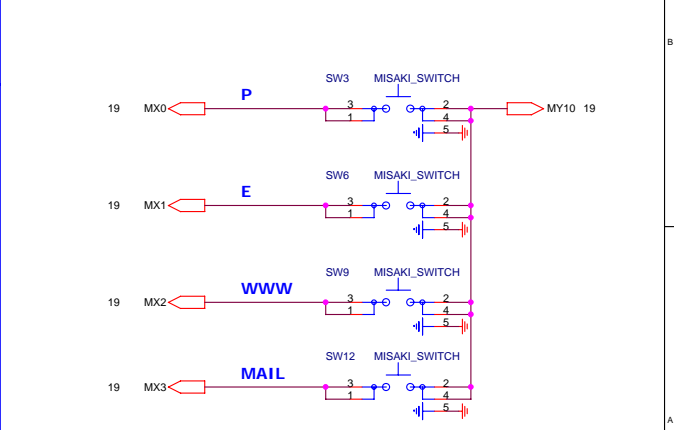 B
SW3 MISAKI_SWITCH
P
19 MX0 3 2 MY10 19
1 4
5
SW6 MISAKI_SWITCH
E
19 MX1 3 2
1 4
5
SW9 MISAKI_SWITCH
WWW
19 MX2 3 2
1 4
5
SW12 MISAKI_SWITCH
MAIL
19 MX3 3 2
1 4
5
A